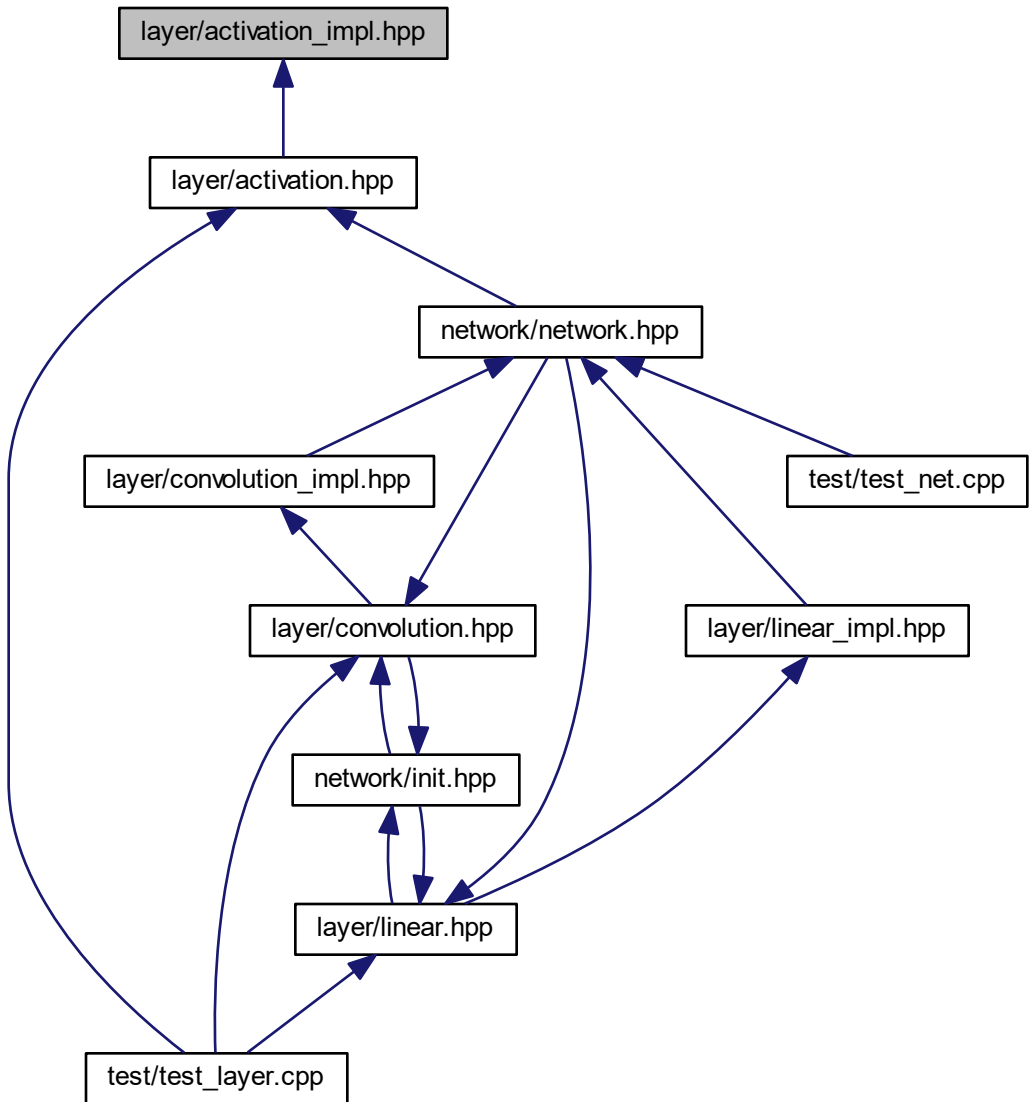 layer/activation_impl.hpp
layer/activation.hpp
network/network.hpp
layer/convolution_impl.hpp
test/test_net.cpp
layer/convolution.hpp
layer/linear_impl.hpp
network/init.hpp
layer/linear.hpp
test/test_layer.cpp